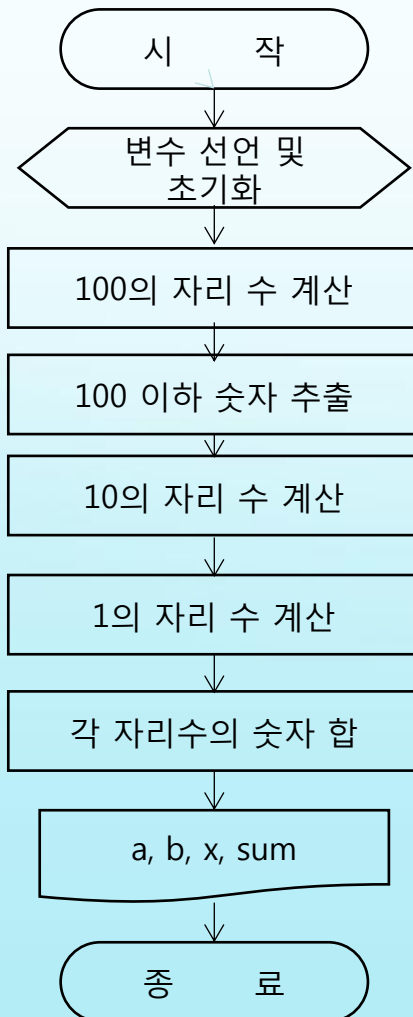 시 작
변수 선언 및
초기화
100의 자리 수 계산
100 이하 숫자 추출
10의 자리 수 계산
1의 자리 수 계산
각 자리수의 숫자 합
a, b, x, sum
종 료